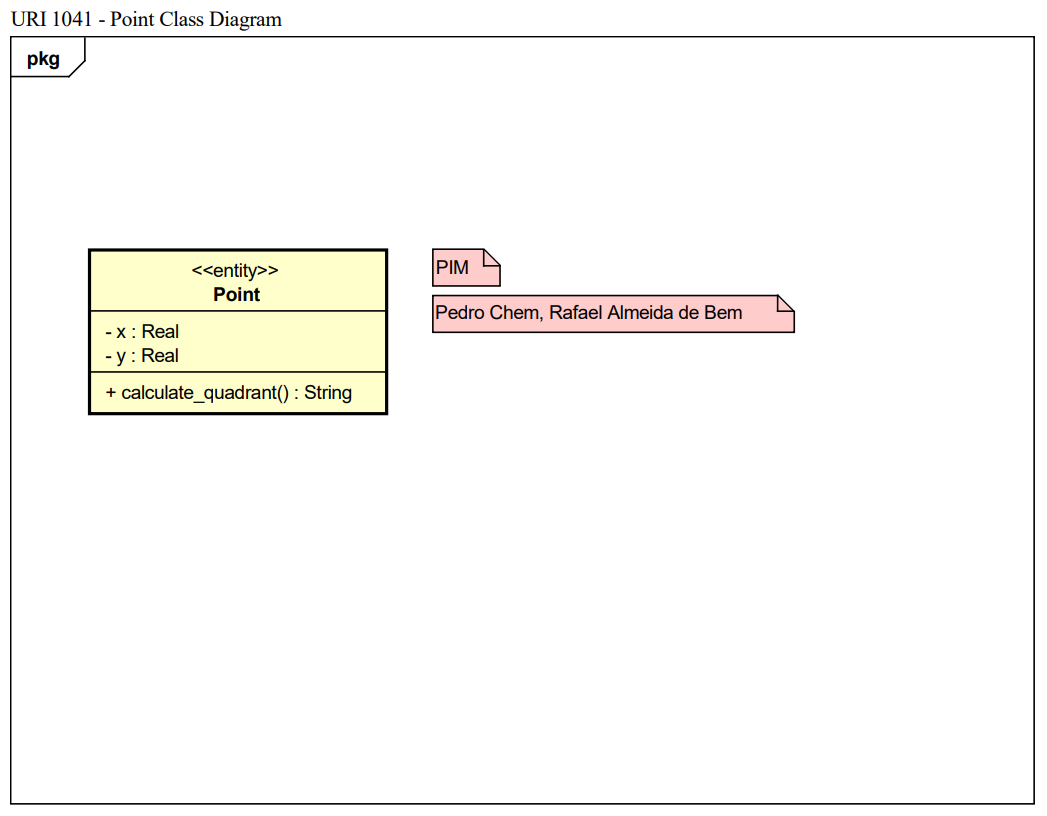 URI 1041 - Point Class Diagram
pkg
<<entity>>
Point
- x : Real
- y : Real
+ calculate_quadrant() : String
PIM
Pedro Chem, Rafael Almeida de Bem